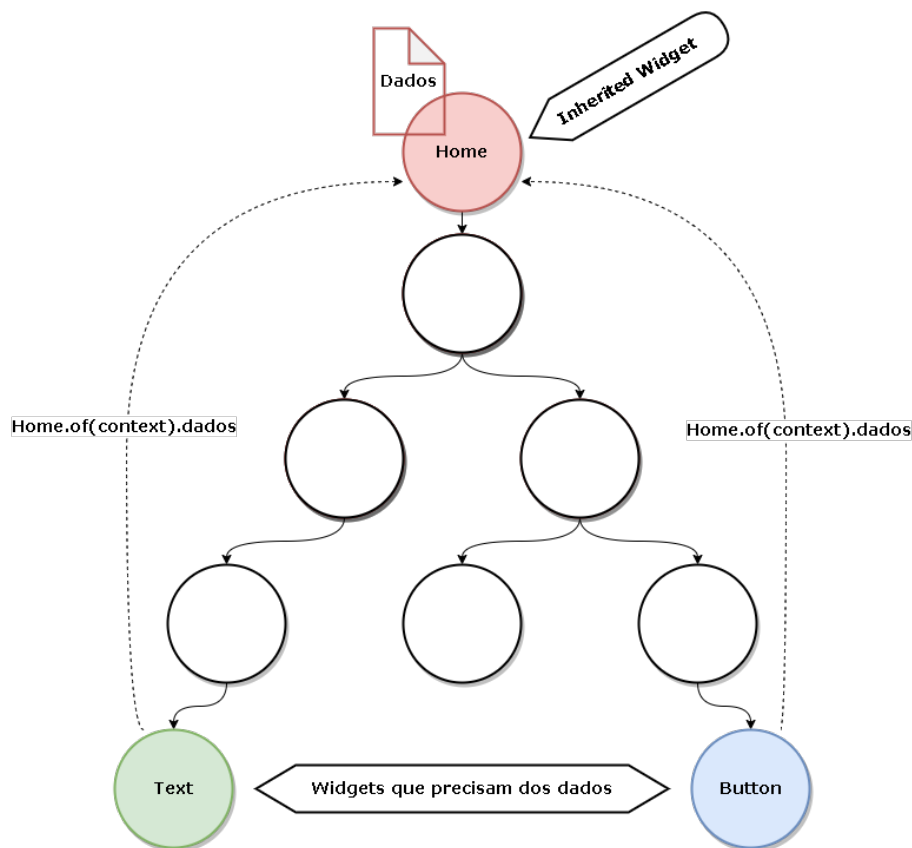 Dados
Inherited Widget
Home
Home.of(context).dados
Home.of(context).dados
Text
Widgets que precisam dos dados
Button